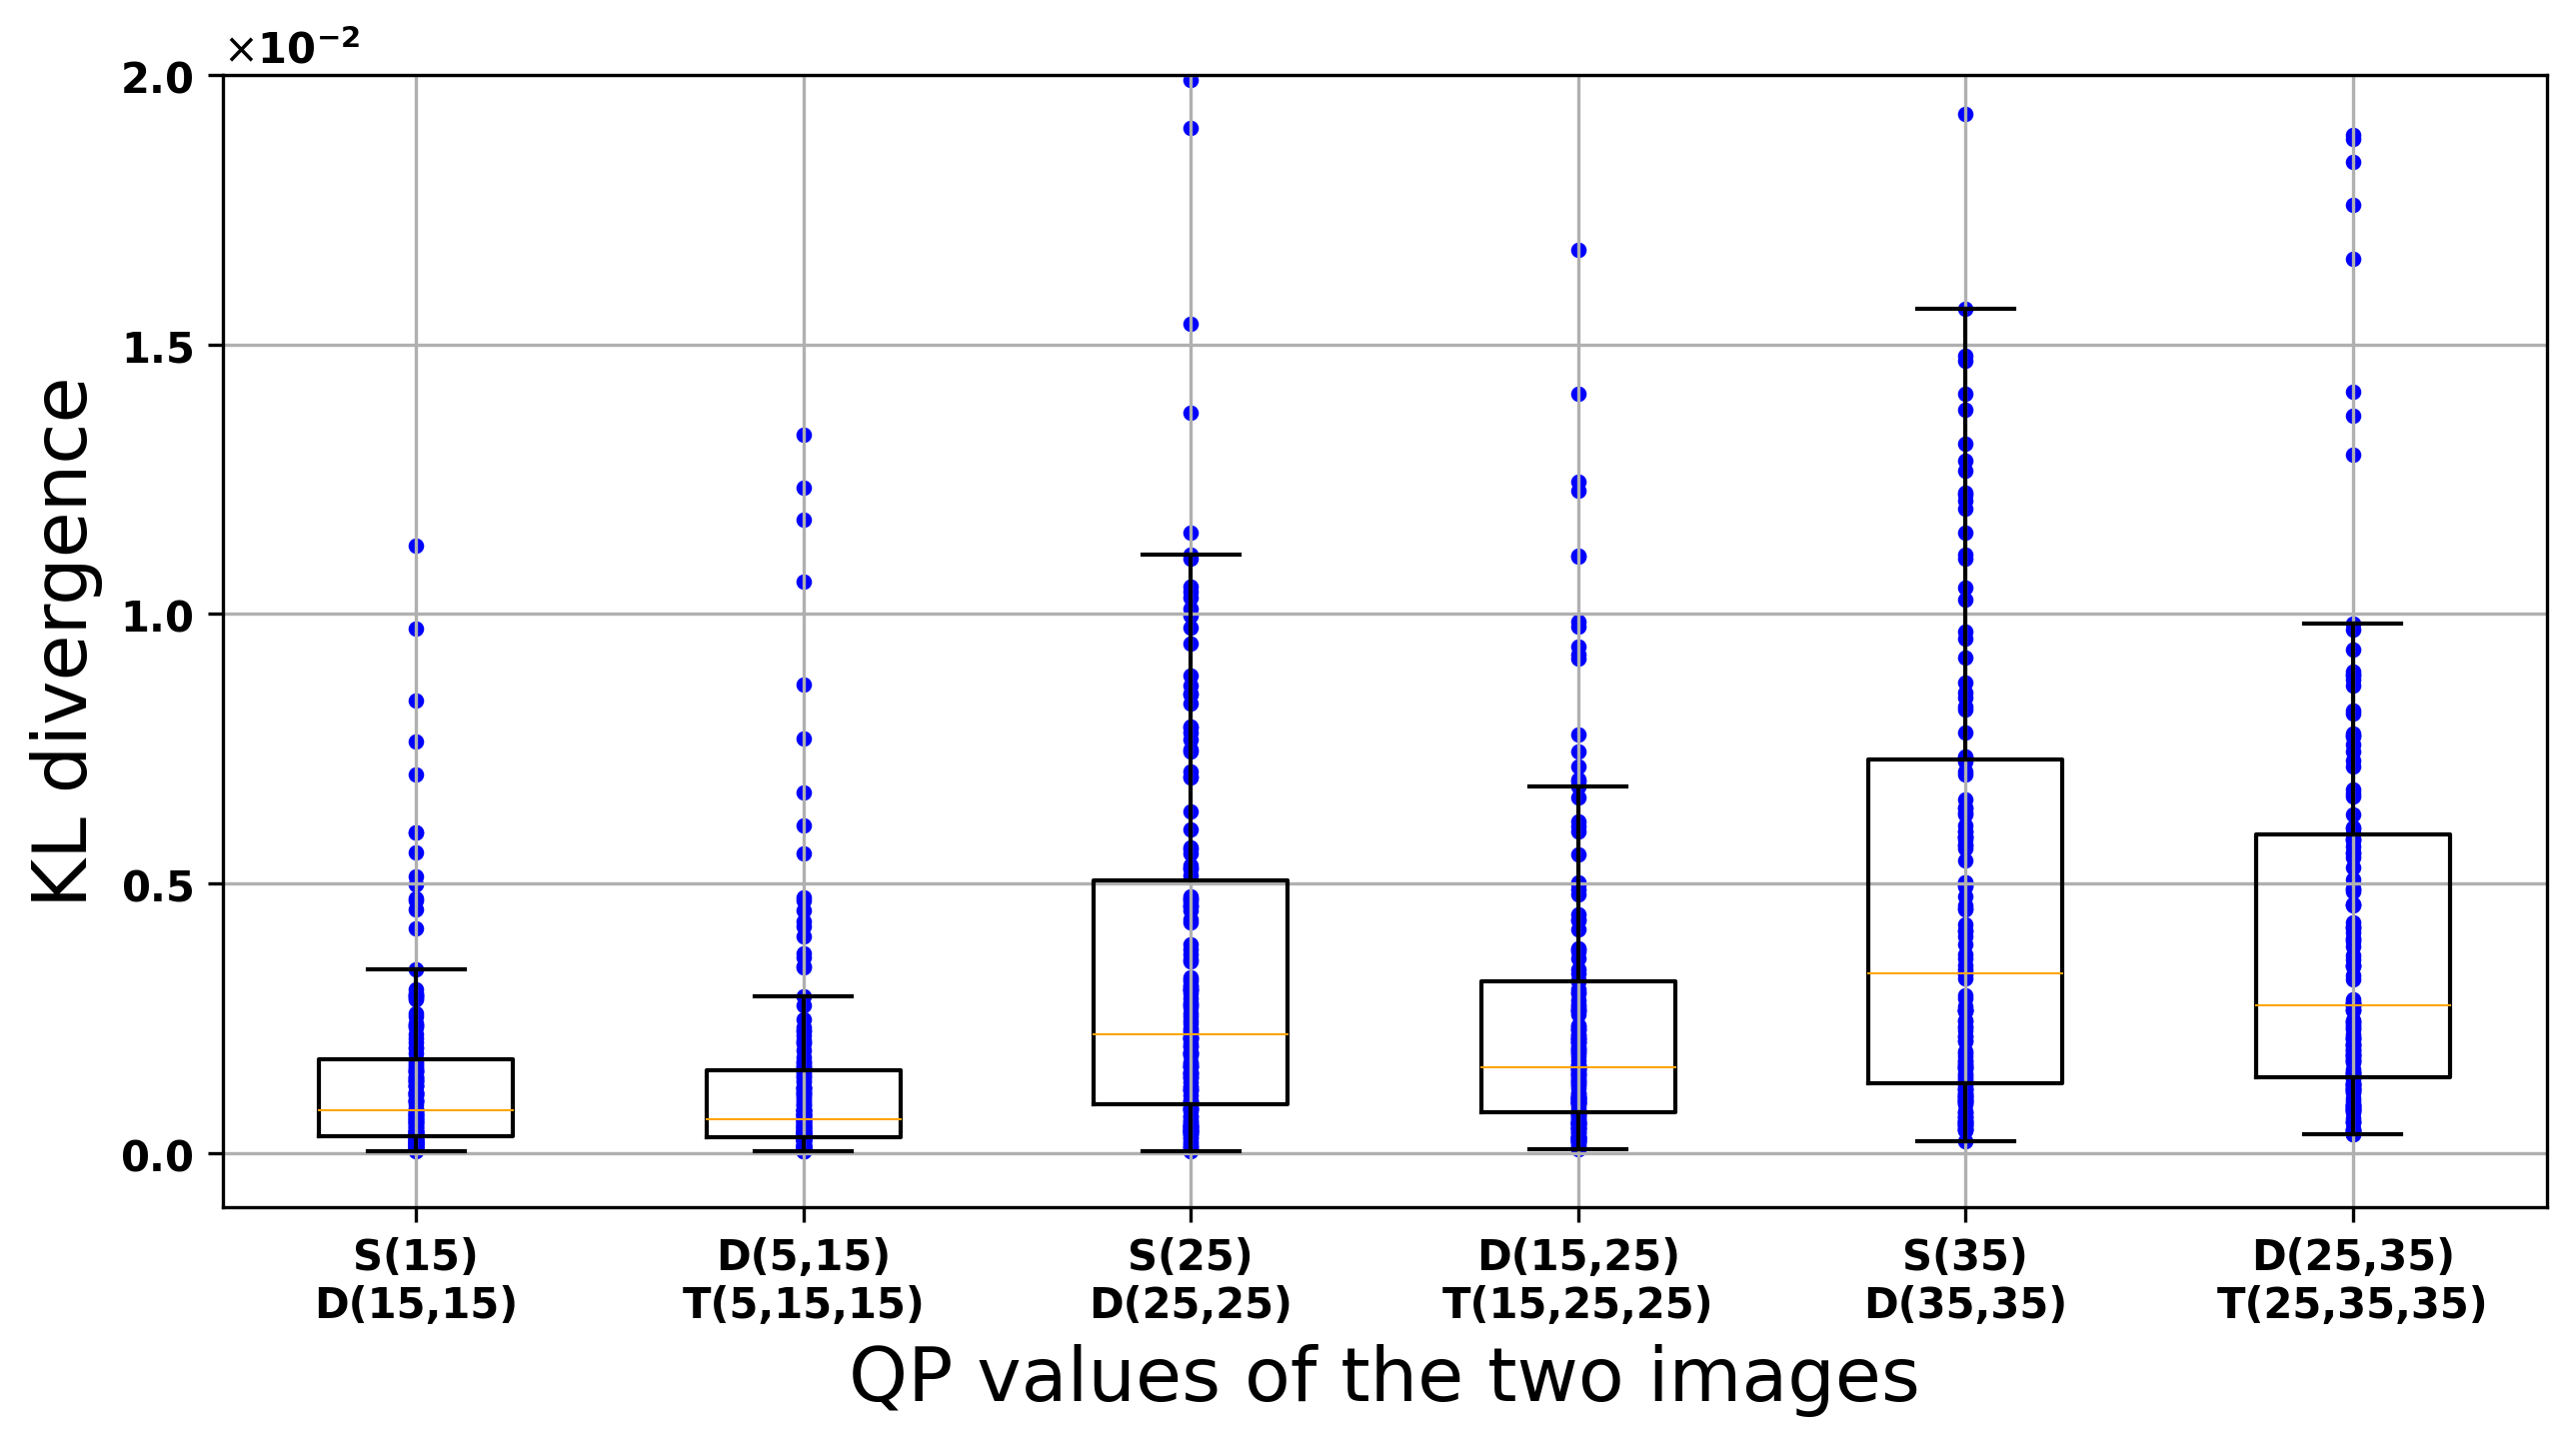 ×10⁻²
2.0
1.5
1.0
0.5
0.0
KL divergence
S(15) D(5,15) S(25) D(15,25) S(35) D(25,35)
D(15,15) T(5,15,15) D(25,25) T(15,25,25) D(35,35) T(25,35,35)
QP values of the two images